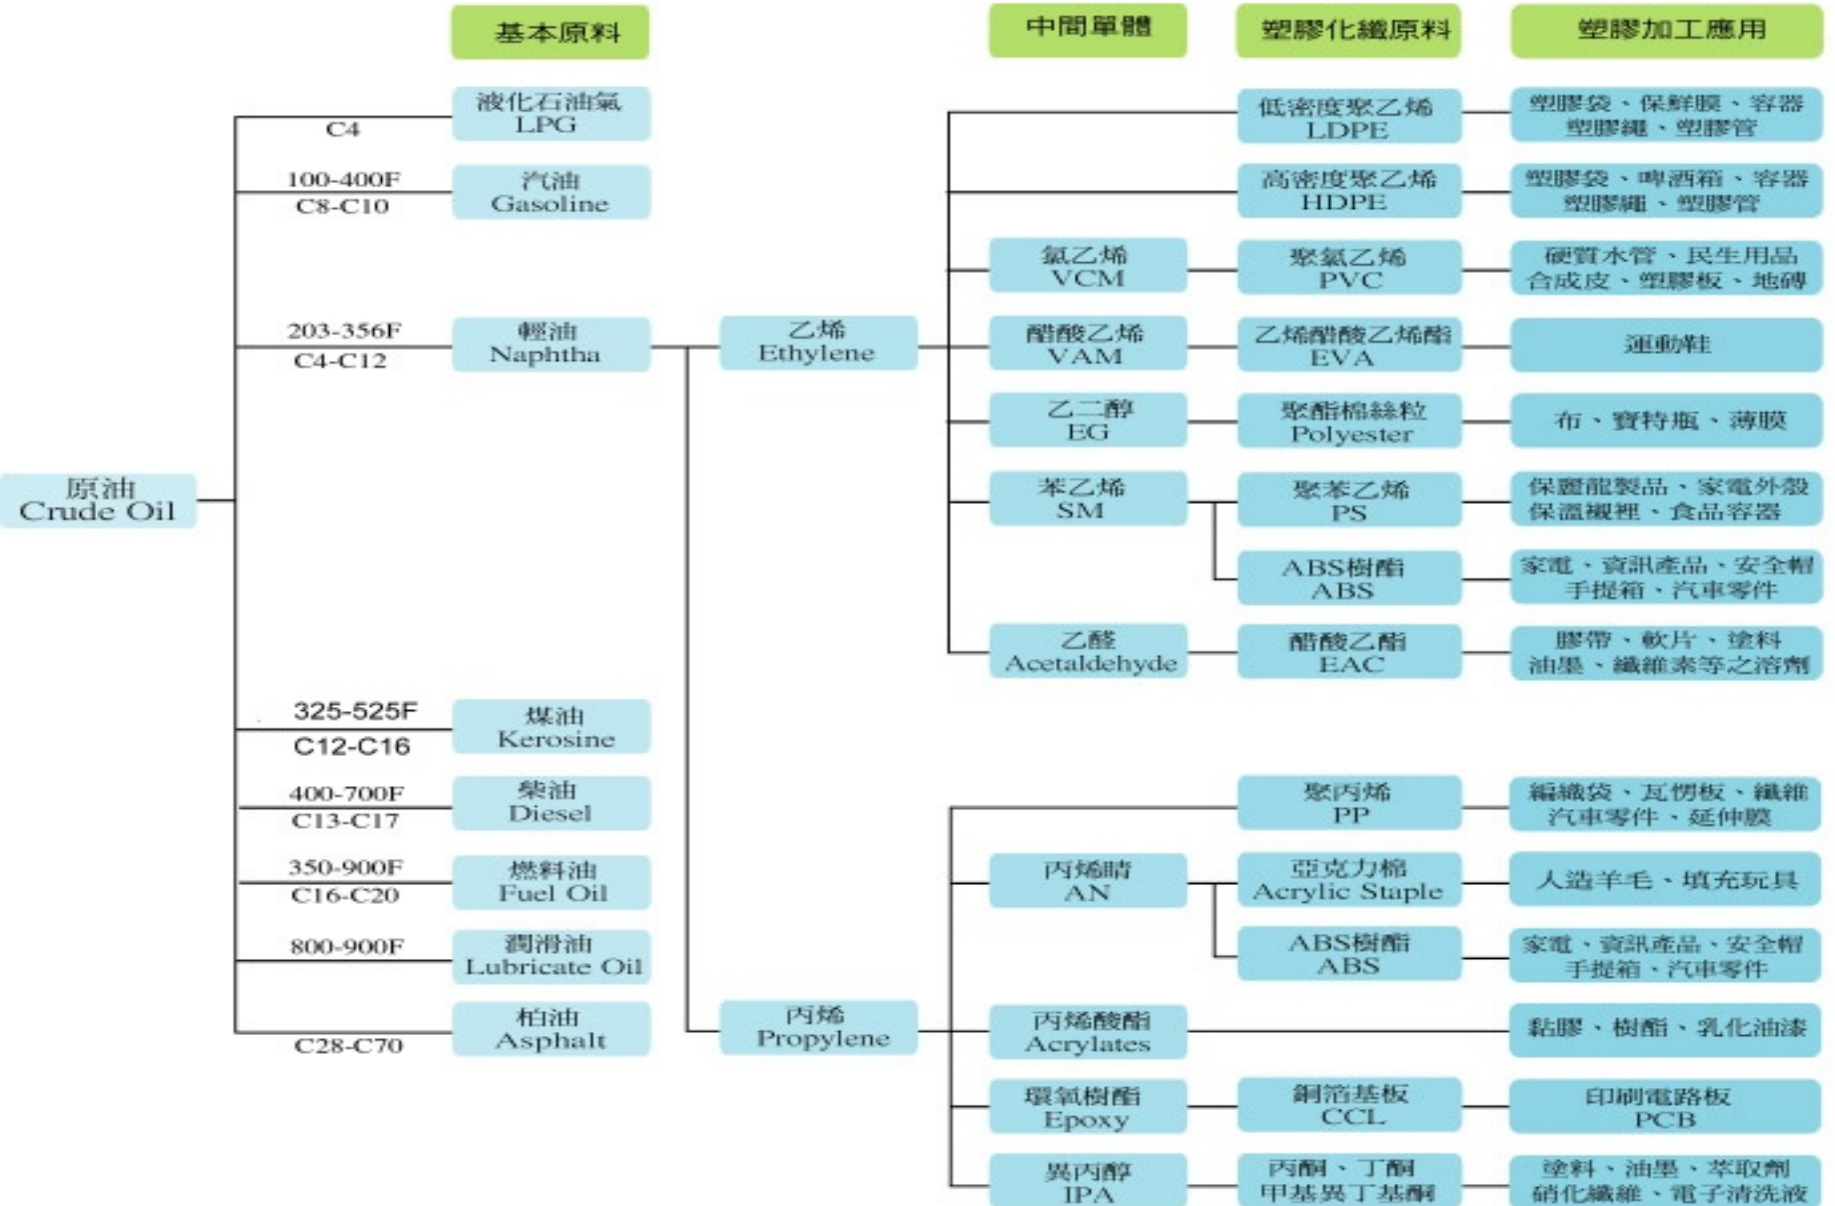 基本原料
中間單體
塑膠化纖原料
塑膠加工應用
原油
Crude Oil
C4
液化石油氣
LPG
100-400F
C8-C10
汽油
Gasoline
203-356F
C4-C12
輕油
Naphtha
325-525F
C12-C16
煤油
Kerosine
400-700F
C13-C17
柴油
Diesel
350-900F
C16-C20
燃料油
Fuel Oil
800-900F
潤滑油
Lubricate Oil
C28-C70
柏油
Asphalt
乙烯
Ethylene
低密度聚乙烯
LDPE
塑膠袋、保鮮膜、容器
塑膠繩、塑膠管
高密度聚乙烯
HDPE
塑膠袋、啤酒箱、容器
塑膠繩、塑膠管
氯乙烯
VCM
聚氯乙烯
PVC
硬質水管、民生用品
合成皮、塑膠板、地磚
醋酸乙烯
VAM
乙烯醋酸乙烯酯
EVA
運動鞋
乙二醇
EG
聚酯棉絲粒
Polyester
布、寶特瓶、薄膜
苯乙烯
SM
聚苯乙烯
PS
保麗龍製品、家電外殼
保溫襯裡、食品容器
ABS樹酯
ABS
家電、資訊產品、安全帽
手提箱、汽車零件
乙醛
Acetaldehyde
醋酸乙酯
EAC
膠帶、軟片、塗料
油墨、纖維素等之溶劑
丙烯
Propylene
聚丙烯
PP
編織袋、瓦愣板、纖維
汽車零件、延伸膜
丙烯睛
AN
亞克力棉
Acrylic Staple
人造羊毛、填充玩具
ABS樹酯
ABS
家電、資訊產品、安全帽
手提箱、汽車零件
丙烯酸酯
Acrylates
黏膠、樹酯、乳化油漆
環氧樹酯
Epoxy
銅箔基板
CCL
印刷電路板
PCB
異丙醇
IPA
丙酮、丁酮
甲基異丁基酮
塗料、油墨、萃取劑
硝化纖維、電子清洗液